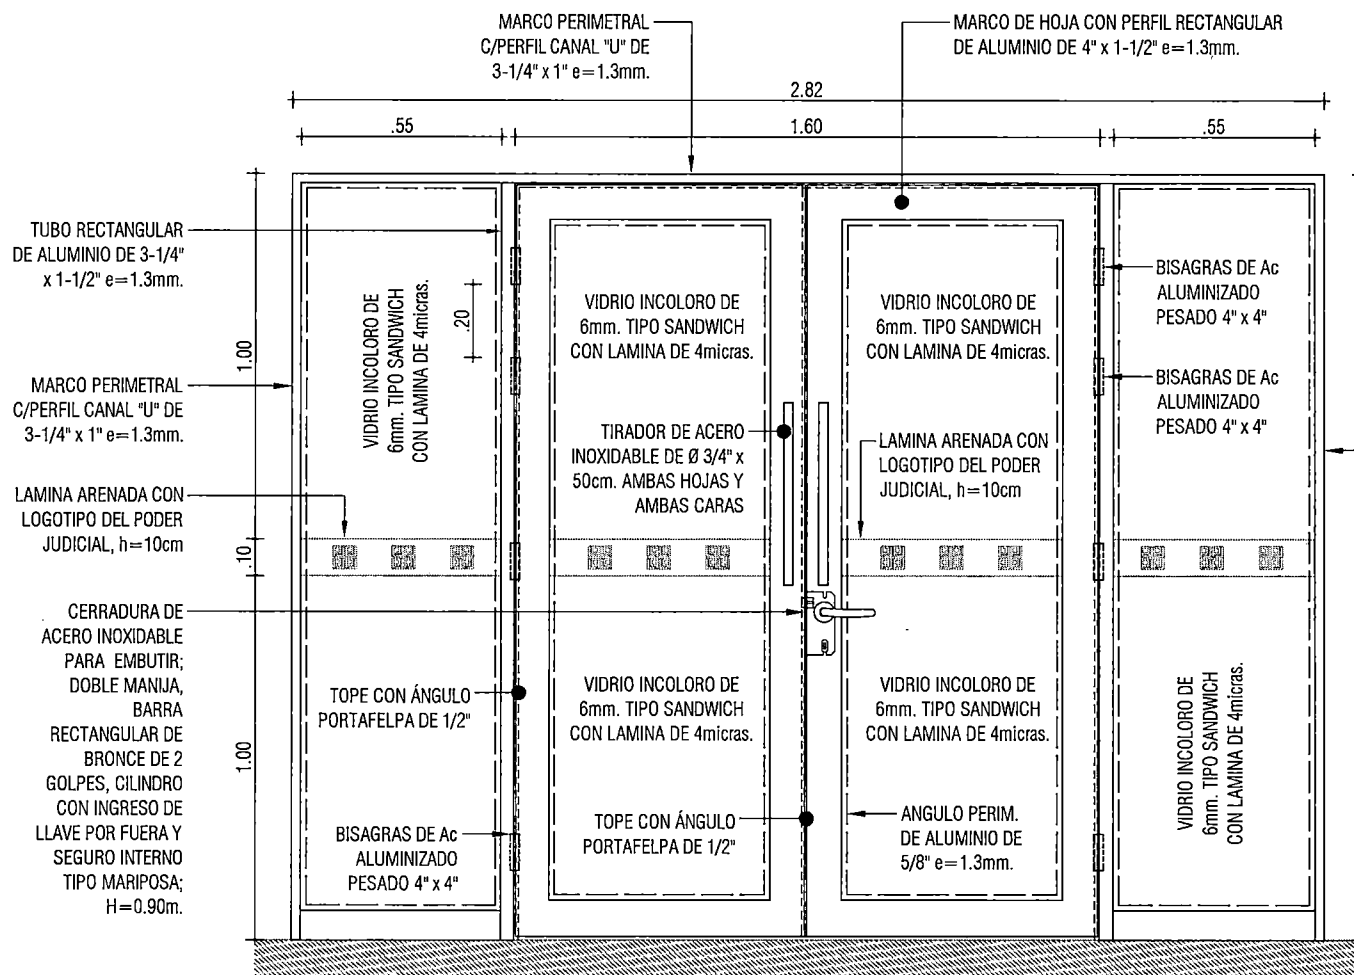 MARCO PERIMETRAL
C/PERFIL CANAL "U" DE
3-1/4" x 1" e=1.3mm.
MARCO DE HOJA CON PERFIL RECTANGULAR
DE ALUMINIO DE 4" x 1-1/2" e=1.3mm.
2.82
.55
1.60
.55
TUBO RECTANGULAR
DE ALUMINIO DE 3-1/4"
x 1-1/2" e=1.3mm.
1.00
MARCO PERIMETRAL
C/PERFIL CANAL "U" DE
3-1/4" x 1" e=1.3mm.
VIDRIO INCOLORO DE
6mm. TIPO SANDWICH
CON LAMINA DE 4micras.
.20
VIDRIO INCOLORO DE
6mm. TIPO SANDWICH
CON LAMINA DE 4micras.
VIDRIO INCOLORO DE
6mm. TIPO SANDWICH
CON LAMINA DE 4micras.
BISAGRAS DE Ac
ALUMINIZADO
PESADO 4" x 4"
BISAGRAS DE Ac
ALUMINIZADO
PESADO 4" x 4"
TIRADOR DE ACERO
INOXIDABLE DE Ø 3/4" x
50cm. AMBAS HOJAS Y
AMBAS CARAS
LAMINA ARENADA CON
LOGOTIPO DEL PODER
JUDICIAL, h=10cm
LAMINA ARENADA CON
LOGOTIPO DEL PODER
JUDICIAL, h=10cm
.10
CERRADURA DE
ACERO INOXIDABLE
PARA EMBUTIR;
DOBLE MANIJA,
BARRA
RECTANGULAR DE
BRONCE DE 2
GOLPES, CILINDRO
CON INGRESO DE
LLAVE POR FUERA Y
SEGURO INTERNO
TIPO MARIPOSA;
H=0.90m.
1.00
TOPE CON ÁNGULO
PORTAFELPA DE 1/2"
VIDRIO INCOLORO DE
6mm. TIPO SANDWICH
CON LAMINA DE 4micras.
VIDRIO INCOLORO DE
6mm. TIPO SANDWICH
CON LAMINA DE 4micras.
VIDRIO INCOLORO DE
6mm. TIPO SANDWICH
CON LAMINA DE 4micras.
BISAGRAS DE Ac
ALUMINIZADO
PESADO 4" x 4"
TOPE CON ÁNGULO
PORTAFELPA DE 1/2"
ANGULO PERIM.
DE ALUMINIO DE
5/8" e=1.3mm.